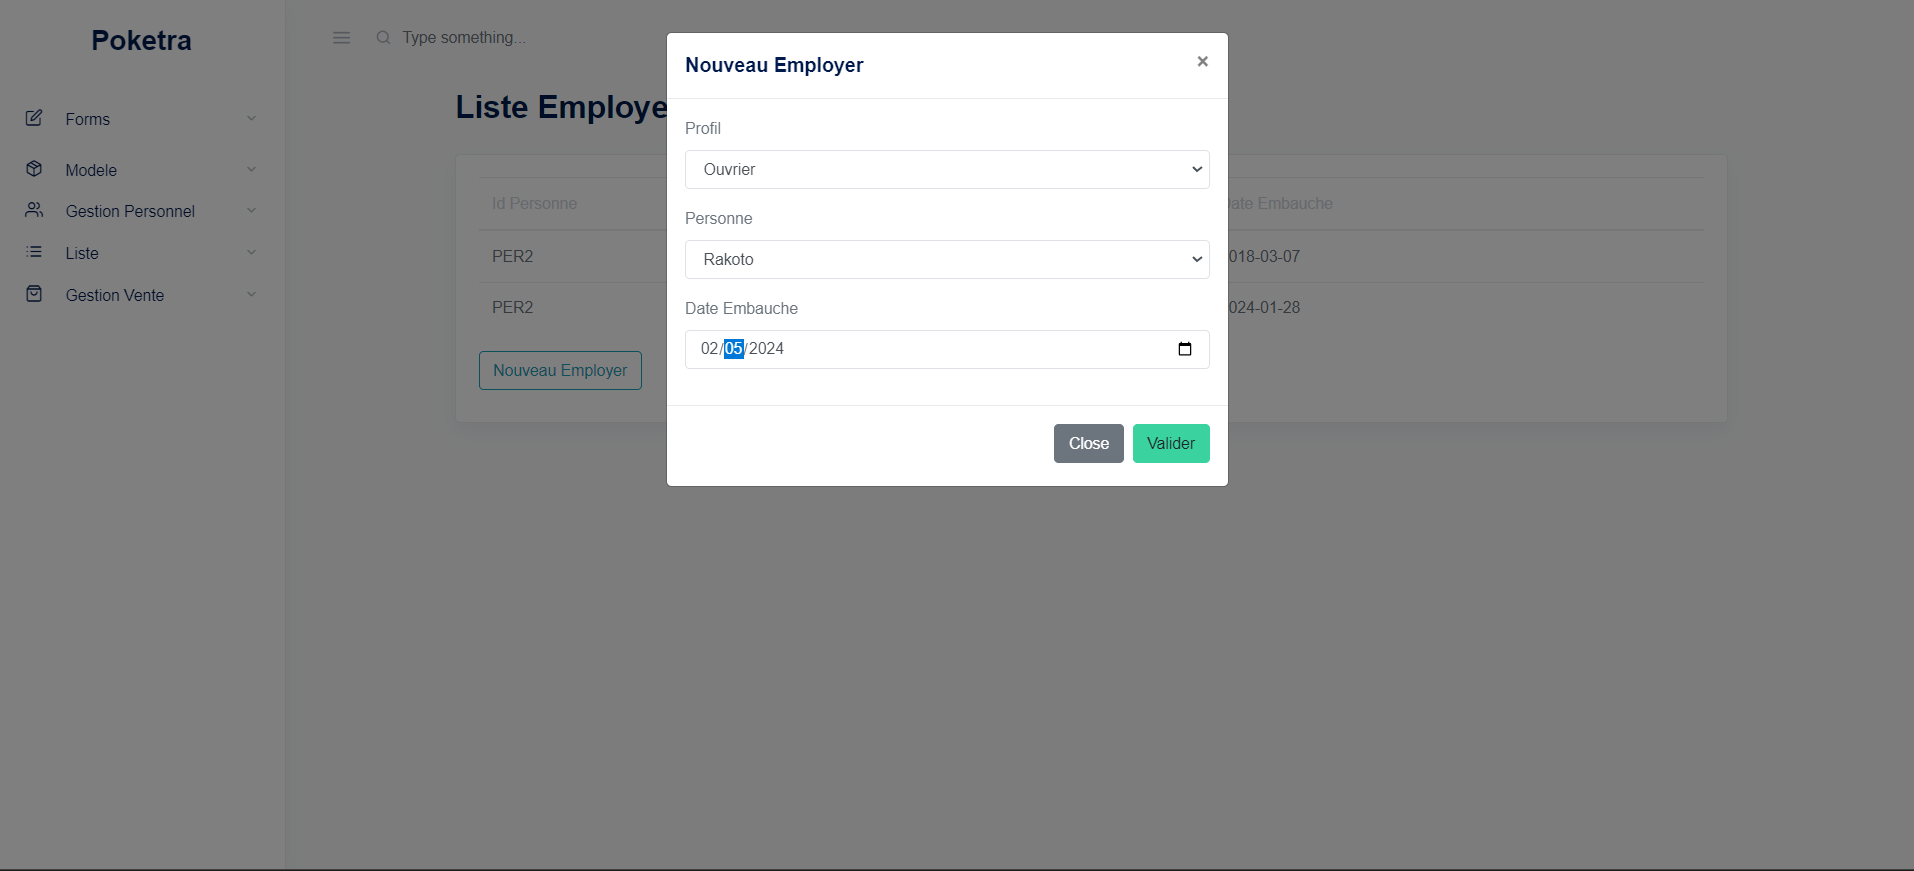 Poketra
Forms
Modele
Gestion Personnel
Liste
Gestion Vente
Type something...
Liste Employe
Id Personne
ate Embauche
PER2
018-03-07
PER2
024-01-28
Nouveau Employer
Nouveau Employer
×
Profil
Ouvrier
Personne
Rakoto
Date Embauche
02/05/2024
Close
Valider